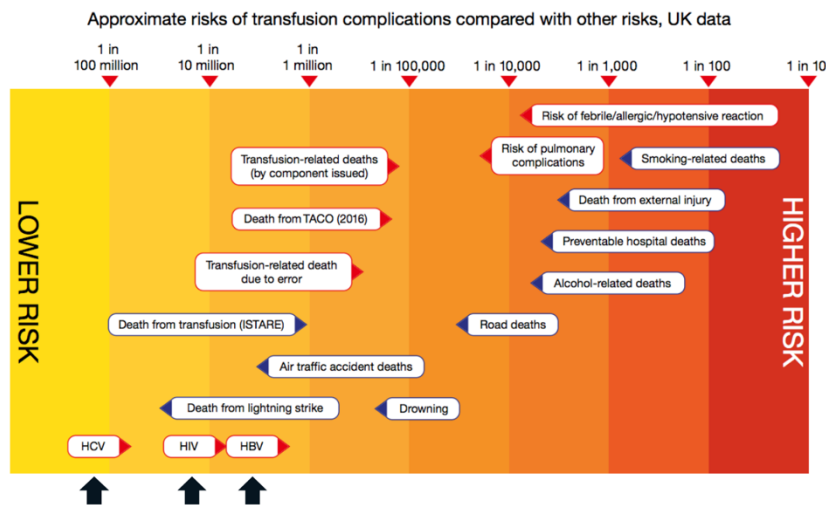 Approximate risks of transfusion complications compared with other risks, UK data
1 in
100 million
1 in
10 million
1 in
1 million
1 in 100,000
1 in 10,000
1 in 1,000
1 in 100
1 in 10
LOWER RISK
HIGHER RISK
Risk of febrile/allergic/hypotensive reaction
Transfusion-related deaths
(by component issued)
Risk of pulmonary
complications
Smoking-related deaths
Death from external injury
Death from TACO (2016)
Preventable hospital deaths
Transfusion-related death
due to error
Alcohol-related deaths
Death from transfusion (ISTARE)
Road deaths
Air traffic accident deaths
Death from lightning strike
Drowning
HCV
HIV
HBV